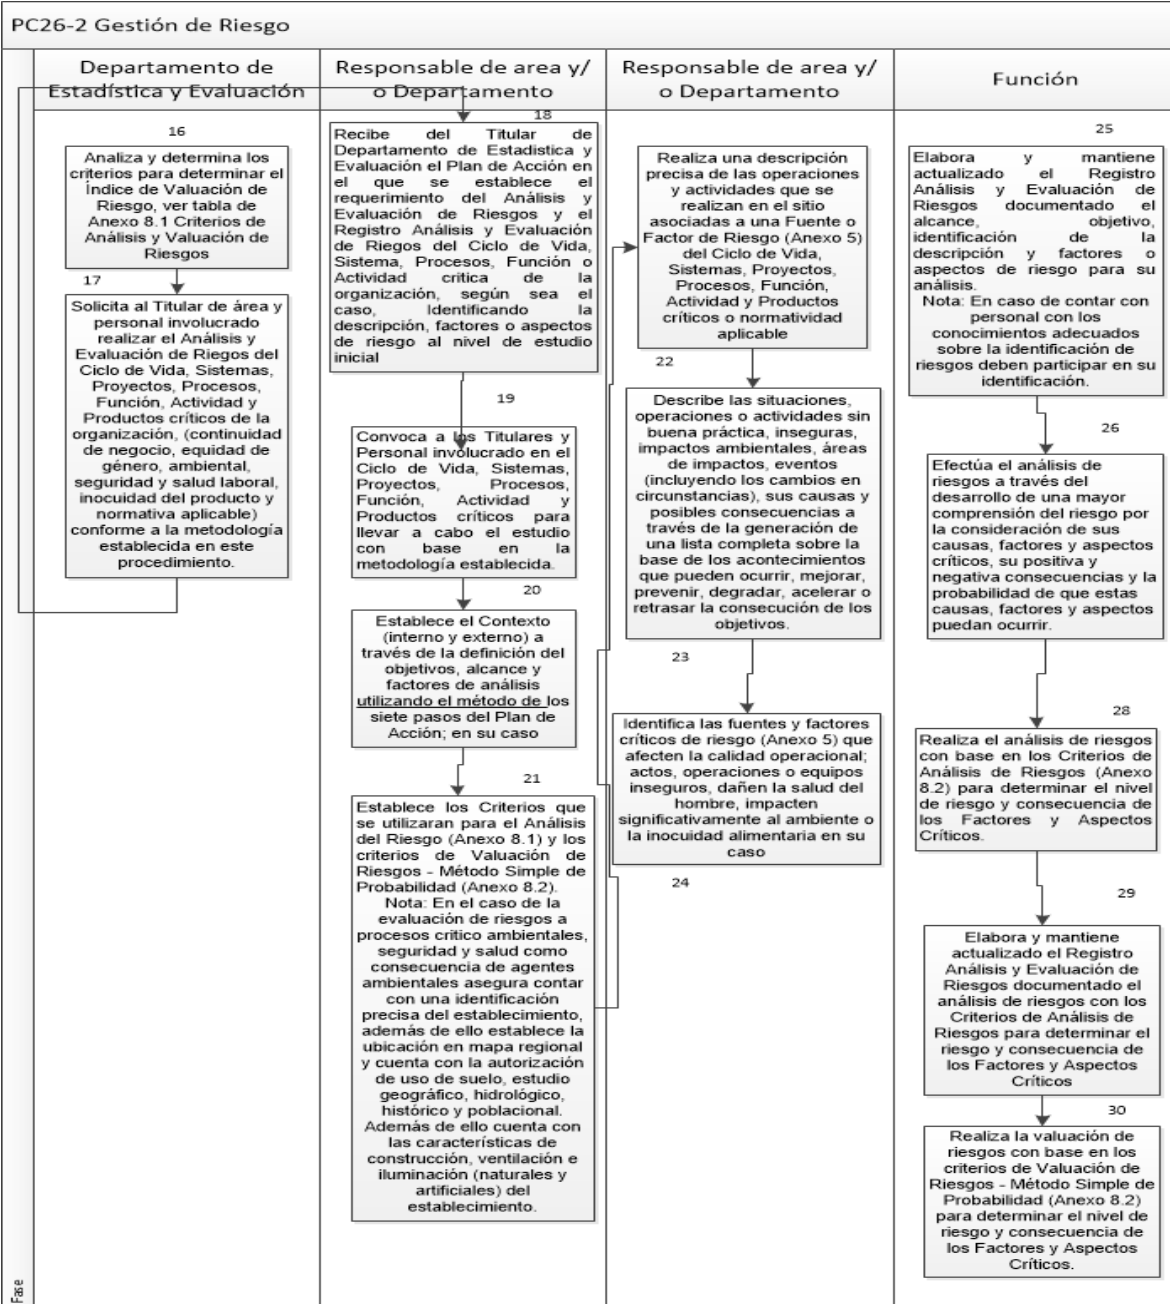 PC26-2 Gestión de Riesgo
Departamento de
Estadística y Evaluación
16
Analiza y determina los
criterios para determinar el
Índice de Valuación de
Riesgo, ver tabla de
Anexo 8.1 Criterios de
Análisis y Valuación de
Riesgos
17
Solicita al Titular de área y
personal involucrado
realizar el Análisis y
Evaluación de Riegos del
Ciclo de Vida, Sistemas,
Proyectos, Procesos,
Función, Actividad y
Productos críticos de la
organización, (continuidad
de negocio, equidad de
género, ambiental,
seguridad y salud laboral,
inocuidad del producto y
normativa aplicable)
conforme a la metodología
establecida en este
procedimiento.
Responsable de area y/
o Departamento
18
Recibe del Titular de
Departamento de Estadistica y
Evaluación el Plan de Acción en
el que se establece el
requerimiento del Análisis y
Evaluación de Riesgos y el
Registro Análisis y Evaluación
de Riegos del Ciclo de Vida,
Sistema, Procesos, Función o
Actividad critica de la
organización, según sea el
caso, Identificando la
descripción, factores o aspectos
de riesgo al nivel de estudio
inicial
19
Convoca a los Titulares y
Personal involucrado en el
Ciclo de Vida, Sistemas,
Proyectos, Procesos,
Función, Actividad y
Productos críticos para
llevar a cabo el estudio
con base en la
metodología establecida.
20
Establece el Contexto
(interno y externo) a
través de la definición del
objetivos, alcance y
factores de análisis
utilizando el método de los
siete pasos del Plan de
Acción; en su caso
21
Establece los Criterios que
se utilizaran para el Análisis
del Riesgo (Anexo 8.1) y los
criterios de Valuación de
Riesgos - Método Simple de
Probabilidad (Anexo 8.2).
Nota: En el caso de la
evaluación de riesgos a
procesos critico ambientales,
seguridad y salud como
consecuencia de agentes
ambientales asegura contar
con una identificación
precisa del establecimiento,
además de ello establece la
ubicación en mapa regional
y cuenta con la autorización
de uso de suelo, estudio
geográfico, hidrológico,
histórico y poblacional.
Además de ello cuenta con
las características de
construcción, ventilación e
iluminación (naturales y
artificiales) del
establecimiento.
Responsable de area y/
o Departamento
Realiza una descripción
precisa de las operaciones
y actividades que se
realizan en el sitio
asociadas a una Fuente o
Factor de Riesgo (Anexo 5)
del Ciclo de Vida,
Sistemas, Proyectos,
Procesos, Función,
Actividad y Productos
críticos o normatividad
aplicable
22
Describe las situaciones,
operaciones o actividades sin
buena práctica, inseguras,
impactos ambientales, áreas
de impactos, eventos
(incluyendo los cambios en
circunstancias), sus causas y
posibles consecuencias a
través de la generación de
una lista completa sobre la
base de los acontecimientos
que pueden ocurrir, mejorar,
prevenir, degradar, acelerar o
retrasar la consecución de los
objetivos.
23
Identifica las fuentes y factores
críticos de riesgo (Anexo 5) que
afecten la calidad operacional;
actos, operaciones o equipos
inseguros, dañen la salud del
hombre, impacten
significativamente al ambiente o
la inocuidad alimentaria en su
caso
24
Función
25
Elabora y mantiene
actualizado el Registro
Análisis y Evaluación de
Riesgos documentado el
alcance, objetivo,
identificación de la
descripción y factores o
aspectos de riesgo para su
análisis.
Nota: En caso de contar con
personal con los
conocimientos adecuados
sobre la identificación de
riesgos deben participar en su
identificación.
26
Efectúa el análisis de
riesgos a través del
desarrollo de una mayor
comprensión del riesgo por
la consideración de sus
causas, factores y aspectos
críticos, su positiva y
negativa consecuencias y la
probabilidad de que estas
causas, factores y aspectos
puedan ocurrir.
28
Realiza el análisis de riesgos
con base en los Criterios de
Análisis de Riesgos (Anexo
8.2) para determinar el nivel
de riesgo y consecuencia de
los Factores y Aspectos
Críticos.
29
Elabora y mantiene
actualizado el Registro
Análisis y Evaluación de
Riesgos documentado el
análisis de riesgos con los
Criterios de Análisis de
Riesgos para determinar el
riesgo y consecuencia de
los Factores y Aspectos
Críticos
30
Realiza la valuación de
riesgos con base en los
criterios de Valuación de
Riesgos - Método Simple de
Probabilidad (Anexo 8.2)
para determinar el nivel de
riesgo y consecuencia de
los Factores y Aspectos
Críticos.
Fase